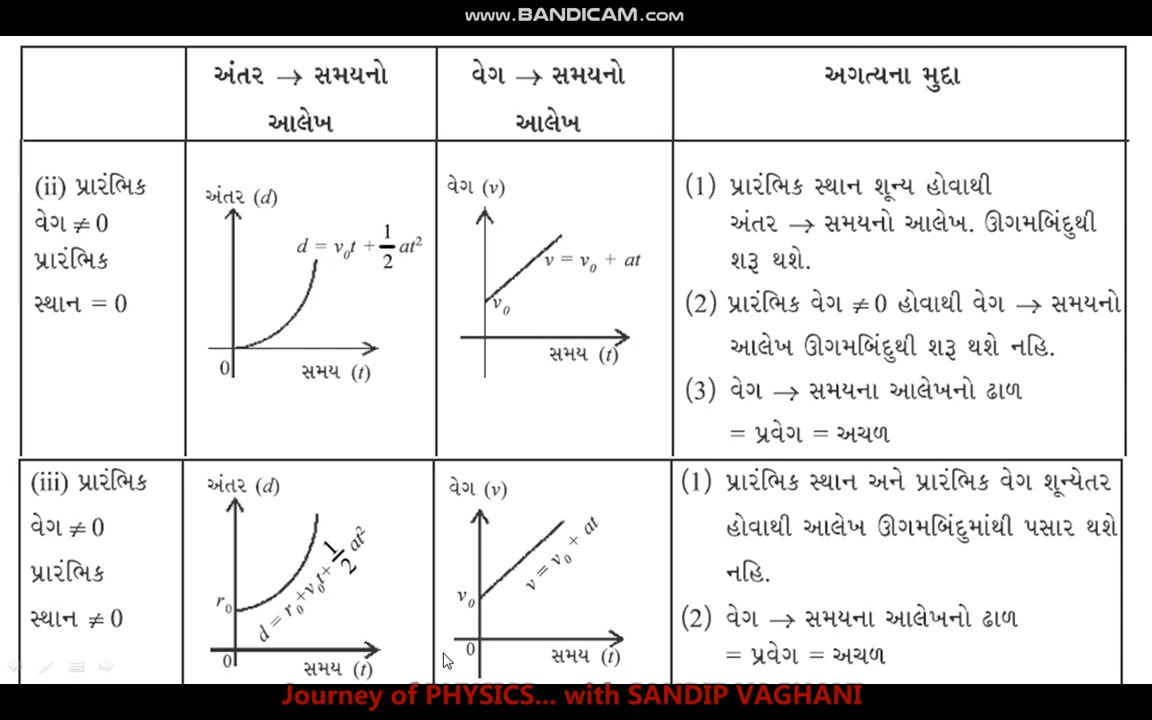 www.BANDICAM.com
અંતર → સમયનો
આલેખ
વેગ → સમયનો
આલેખ
અગત્યના મુદ્દા
(ii) પ્રારંભિક
વેગ ≠ 0
પ્રારંભિક
સ્થાન = 0
અંતર (d)
d = v₀t + 1/2 at²
0
સમય (t)
વેગ (v)
v = v₀ + at
v₀
સમય (t)
(1) પ્રારંભિક સ્થાન શૂન્ય હોવાથી
અંતર → સમયનો આલેખ. ઊગમબિંદુથી
શરૂ થશે.
(2) પ્રારંભિક વેગ ≠ 0 હોવાથી વેગ → સમયનો
આલેખ ઊગમબિંદુથી શરૂ થશે નહિ.
(3) વેગ → સમયના આલેખનો ઢાળ
= પ્રવેગ = અચળ
(iii) પ્રારંભિક
વેગ ≠ 0
પ્રારંભિક
સ્થાન ≠ 0
અંતર (d)
r₀
d = r₀+v₀t+1/2 at²
0
સમય (t)
વેગ (v)
v = v₀ + at
v₀
0
સમય (t)
(1) પ્રારંભિક સ્થાન અને પ્રારંભિક વેગ શૂન્યેતર
હોવાથી આલેખ ઊગમબિંદુમાંથી પસાર થશે
નહિ.
(2) વેગ → સમયના આલેખનો ઢાળ
= પ્રવેગ = અચળ
Journey of PHYSICS... with SANDIP VAGHANI